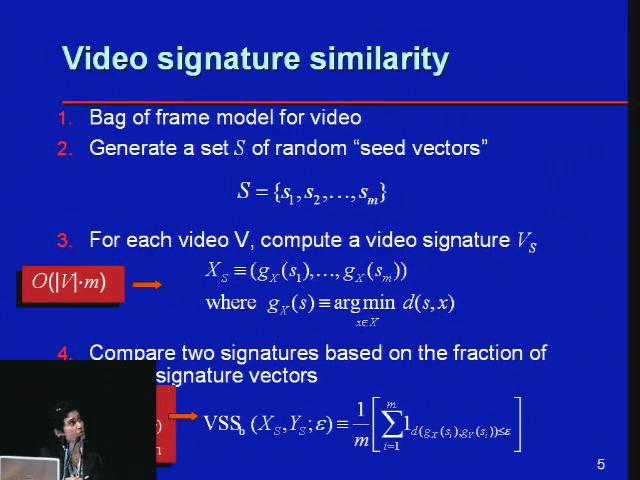 Video signature similarity
1. Bag of frame model for video
2. Generate a set S of random “seed vectors”
S = {s₁, s₂, …, sₘ}
3. For each video V, compute a video signature V_S
O(|V|·m)
X_S ≡ (g_X(s₁),…, g_X(sₘ))
where g_X(s) ≡ arg min d(s, x)
x∈X
4. Compare two signatures based on the fraction of
signature vectors
VSS_b (X_S, Y_S; ε) ≡ 1/m [ ∑_{i=1}^{m} 1_{d(g_X(s_i), g_Y(s_i))≤ε} ]
5